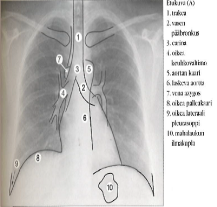 Etukuva (A)
1. trakea
2. vasen
pääbronkus
3. carina
4. oikea
keuhkovaltimo
5. aortan kaari
6. laskeva aortta
7. vena azygos
8. oikea palleakaari
9. oikea lateraali
pleurasoppi
10. mahalaukun
ilmakupla
1
7
3
5
4
2
6
9
8
10